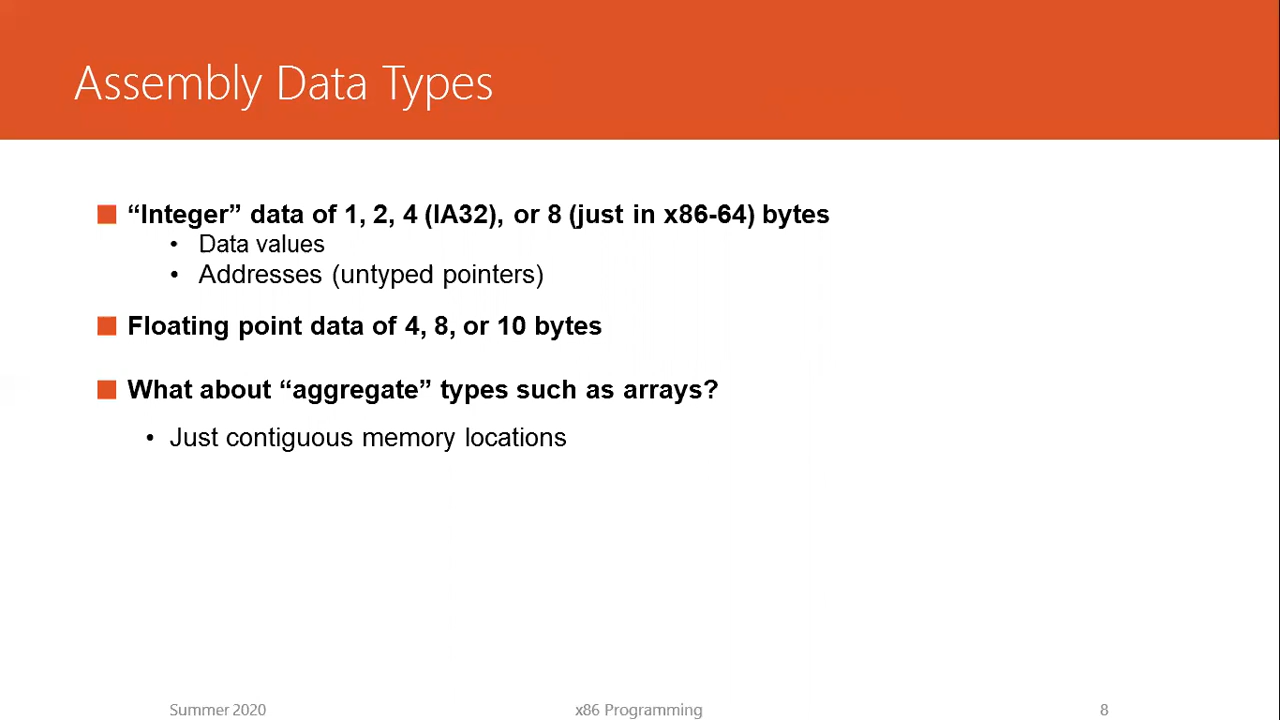 Assembly Data Types
“Integer” data of 1, 2, 4 (IA32), or 8 (just in x86-64) bytes
• Data values
• Addresses (untyped pointers)
Floating point data of 4, 8, or 10 bytes
What about “aggregate” types such as arrays?
• Just contiguous memory locations
Summer 2020
x86 Programming
8